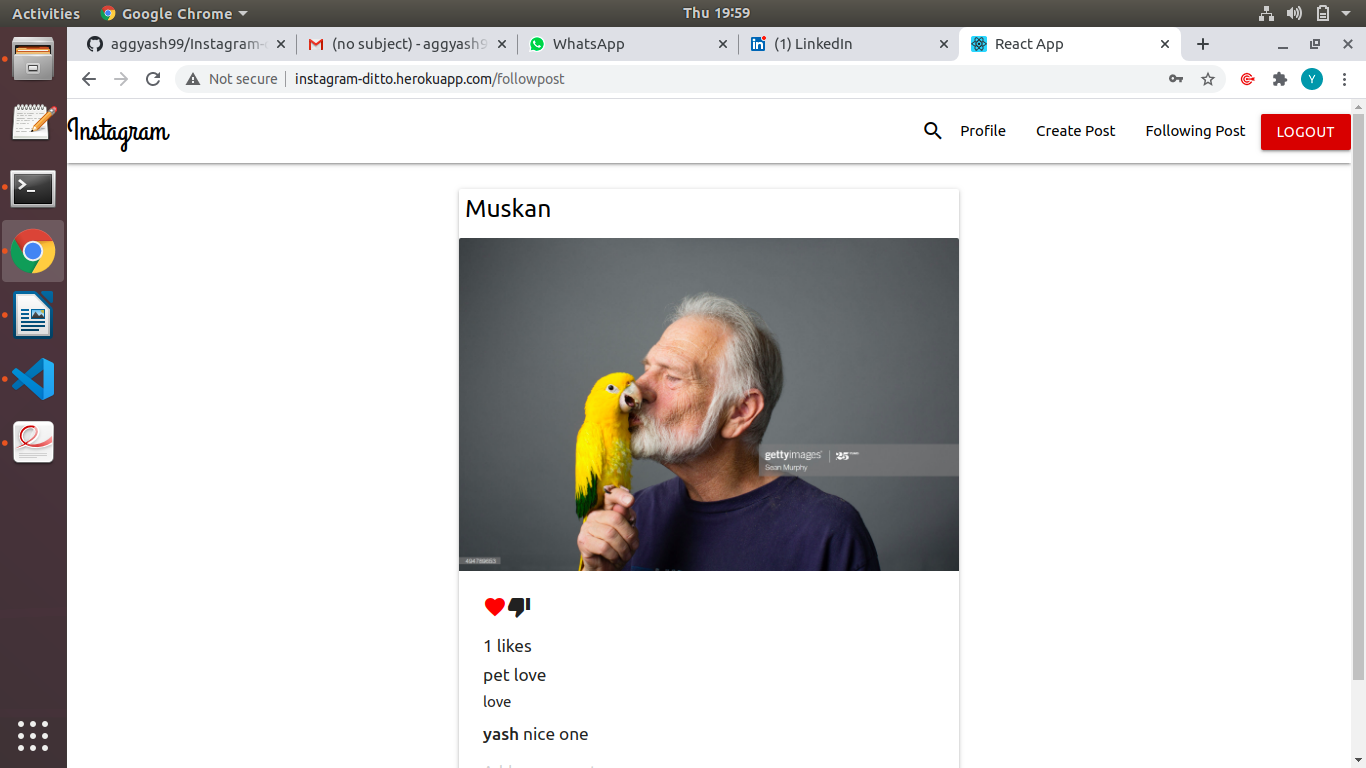 Activities Google Chrome Thu 19:59
aggyash99/Instagram- (no subject) - aggyash9 WhatsApp (1) LinkedIn React App
Not secure instagram-ditto.herokuapp.com/followpost
Y
Instagram Profile Create Post Following Post LOGOUT
Muskan
gettyimages 25
Sean Murphy
494789653
1 likes
pet love
love
yash nice one